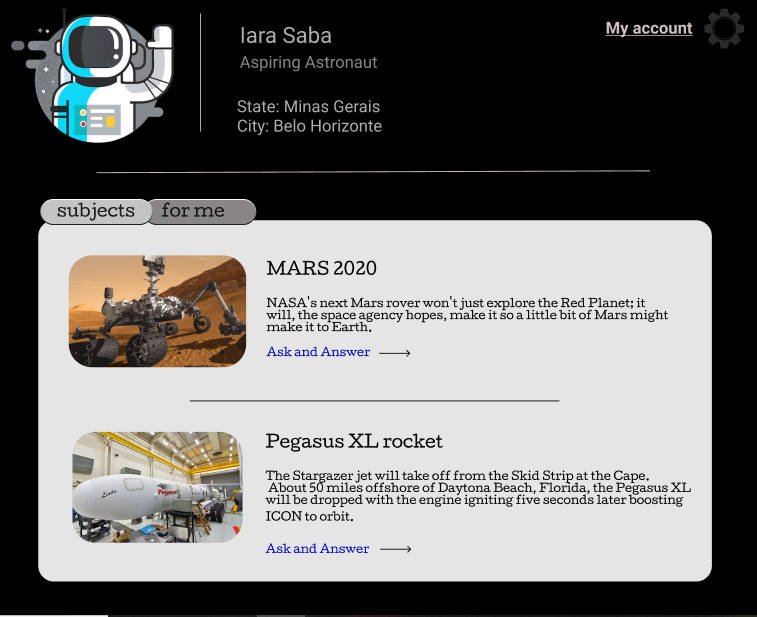 Iara Saba
My account
Aspiring Astronaut
State: Minas Gerais
City: Belo Horizonte
subjects
for me
MARS 2020
NASA's next Mars rover won't just explore the Red Planet; it
will, the space agency hopes, make it so a little bit of Mars might
make it to Earth.
Ask and Answer
Pegasus XL rocket
The Stargazer jet will take off from the Skid Strip at the Cape.
About 50 miles offshore of Daytona Beach, Florida, the Pegasus XL
will be dropped with the engine igniting five seconds later boosting
ICON to orbit.
Linda
Pegasus
Ask and Answer